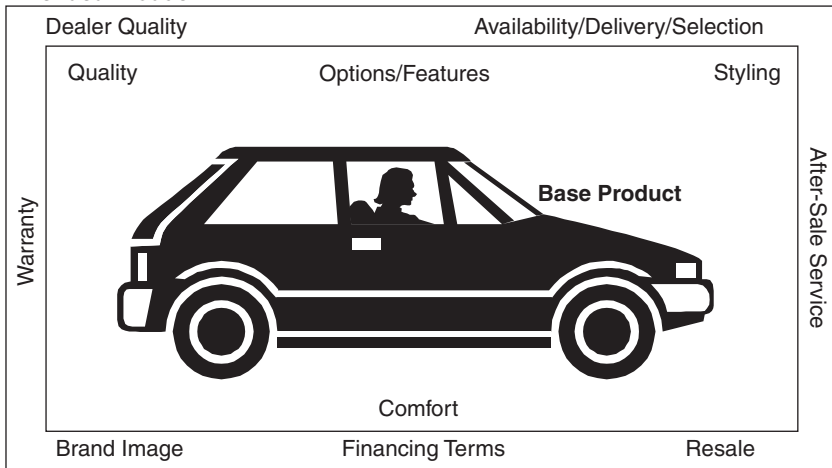 Dealer Quality Availability/Delivery/Selection
Quality Options/Features Styling
Base Product
Warranty
After-Sale Service
Comfort
Brand Image Financing Terms Resale